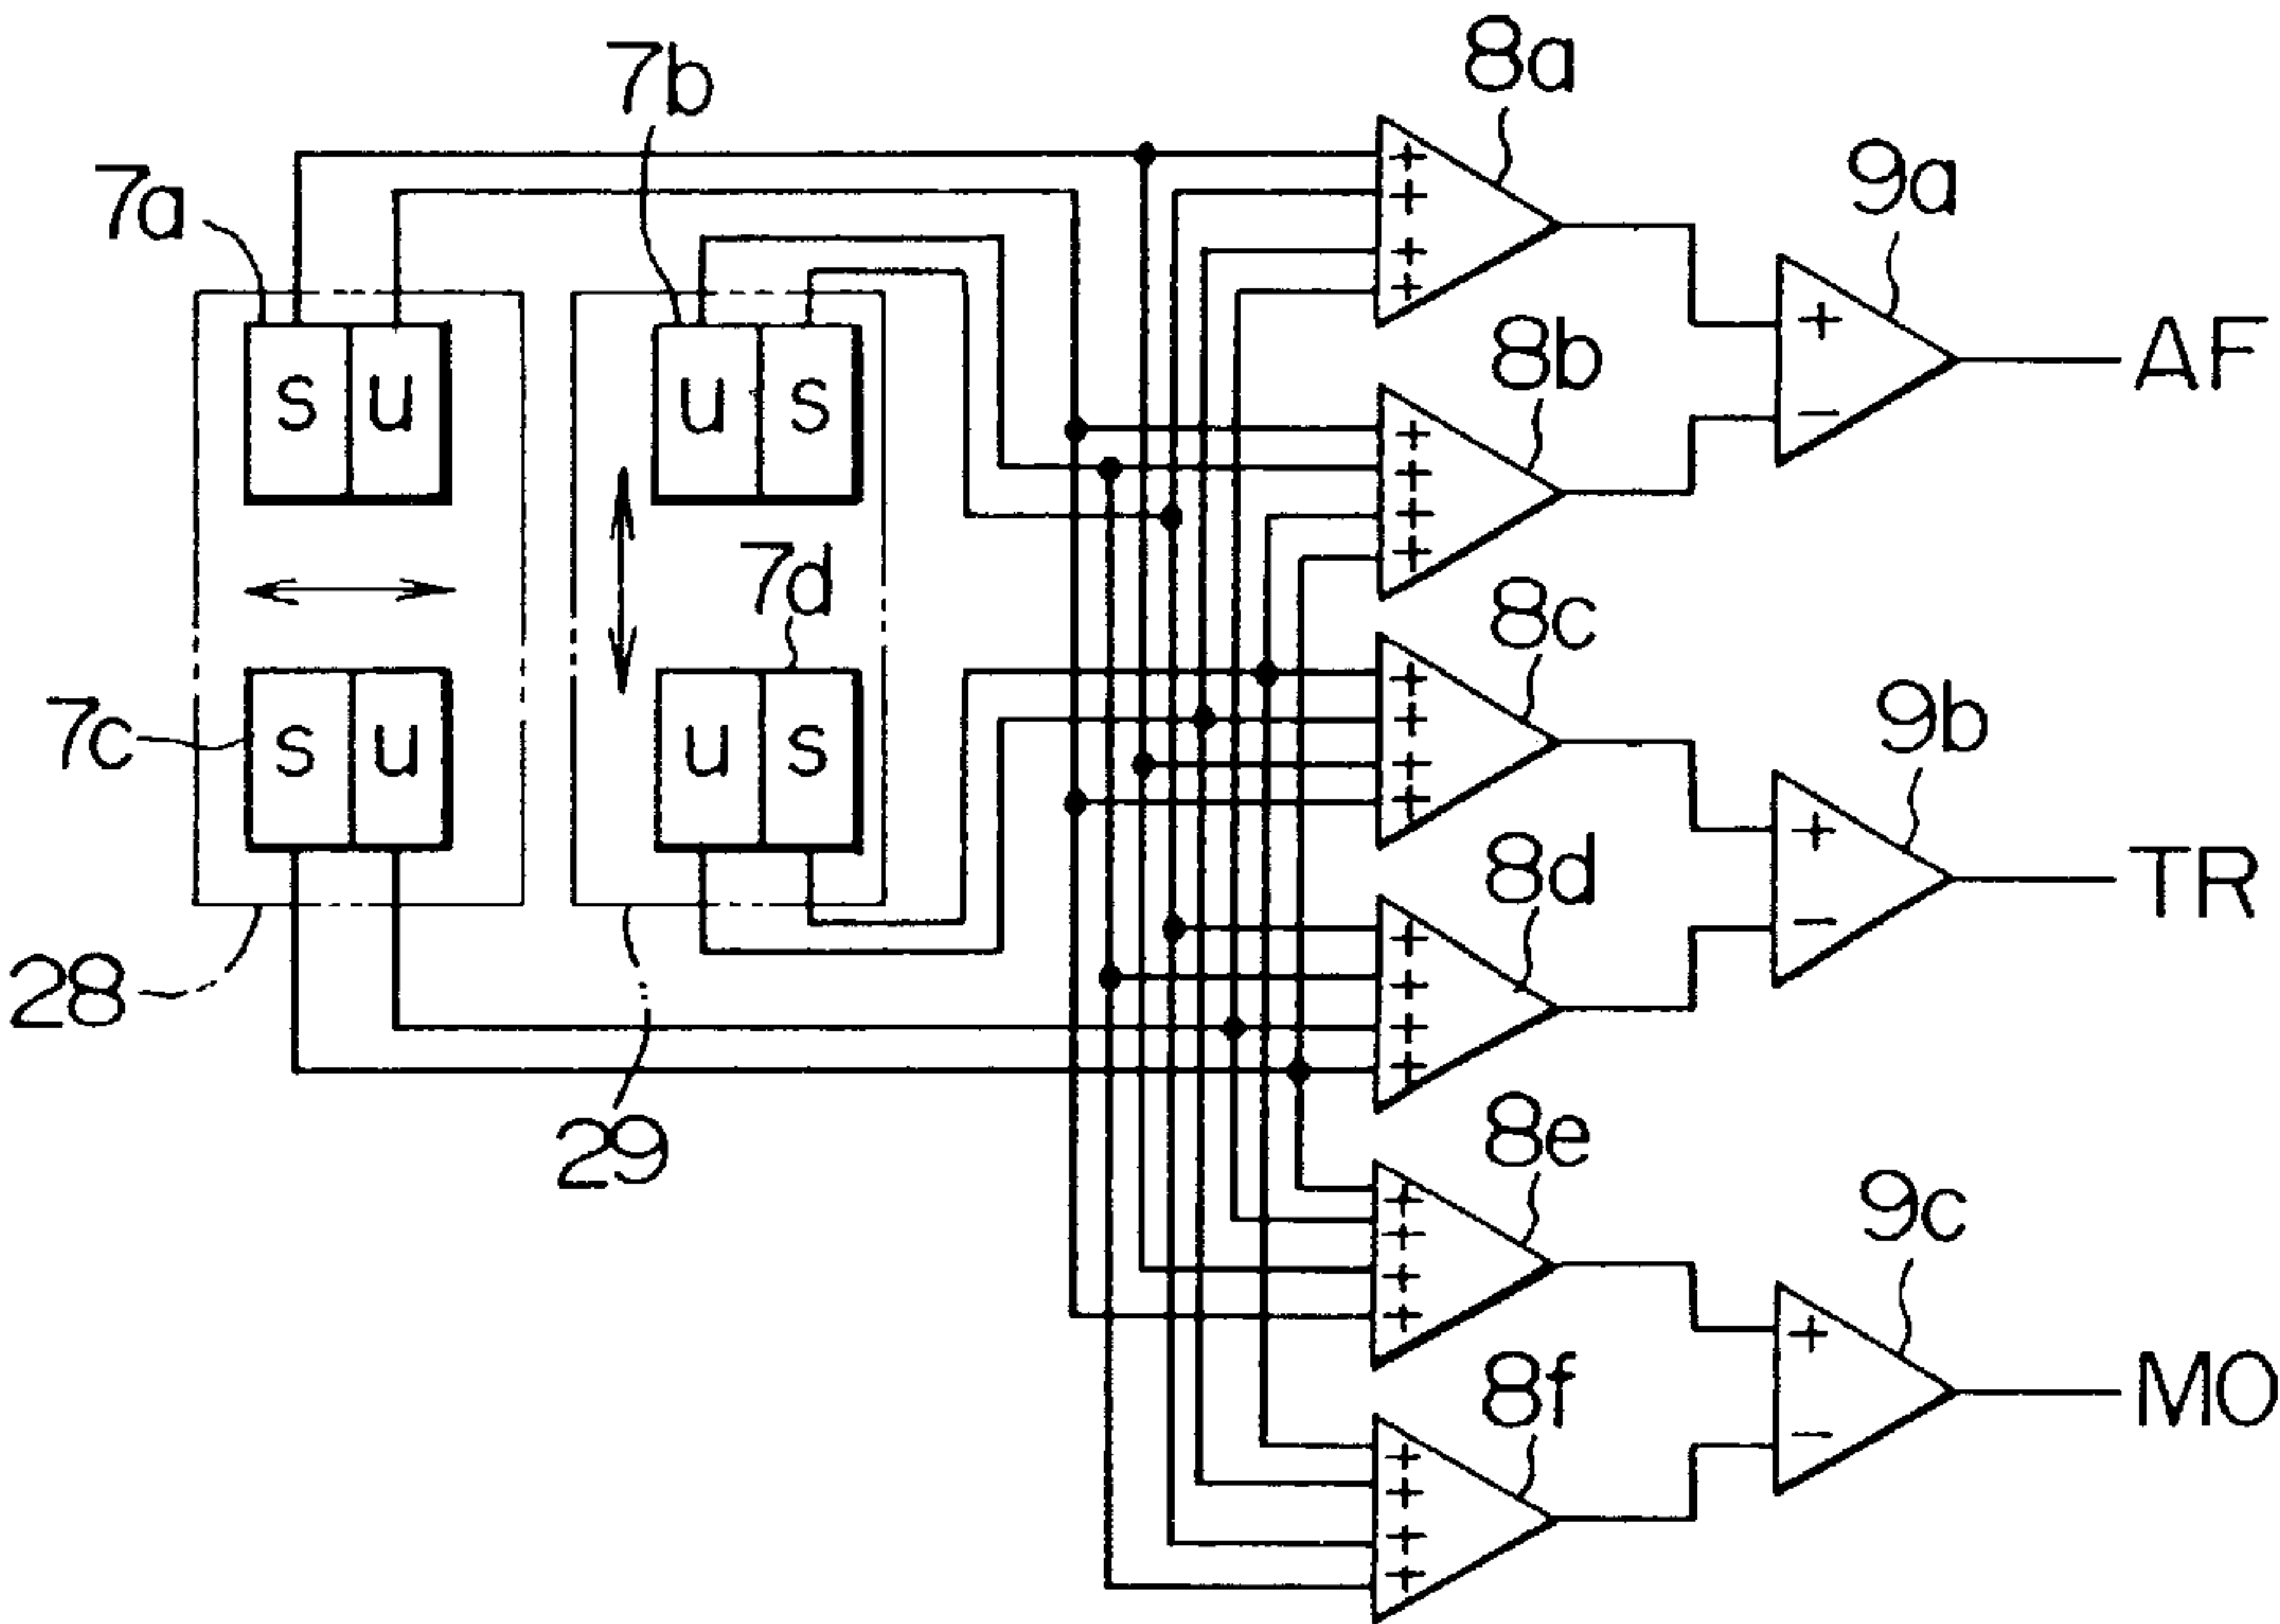 7b
8a
7a
9a
+
+
+
+
+
−
AF
8b
s u
u s
+
+
+
+
7d
8c
7c
s u
u s
+
+
+
+
9b
+
−
TR
8d
+
+
+
+
28
29
8e
+
+
+
+
9c
+
−
MO
8f
+
+
+
+